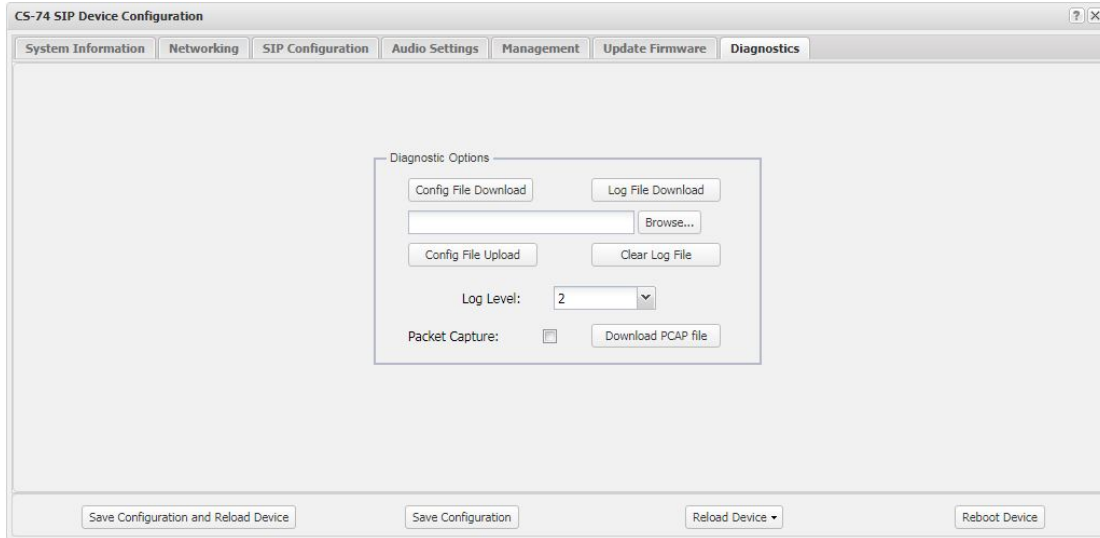 CS-74 SIP Device Configuration ? X
System Information Networking SIP Configuration Audio Settings Management Update Firmware Diagnostics
Diagnostic Options
Config File Download Log File Download
Browse...
Config File Upload Clear Log File
Log Level: 2
Packet Capture: Download PCAP file
Save Configuration and Reload Device Save Configuration Reload Device Reboot Device